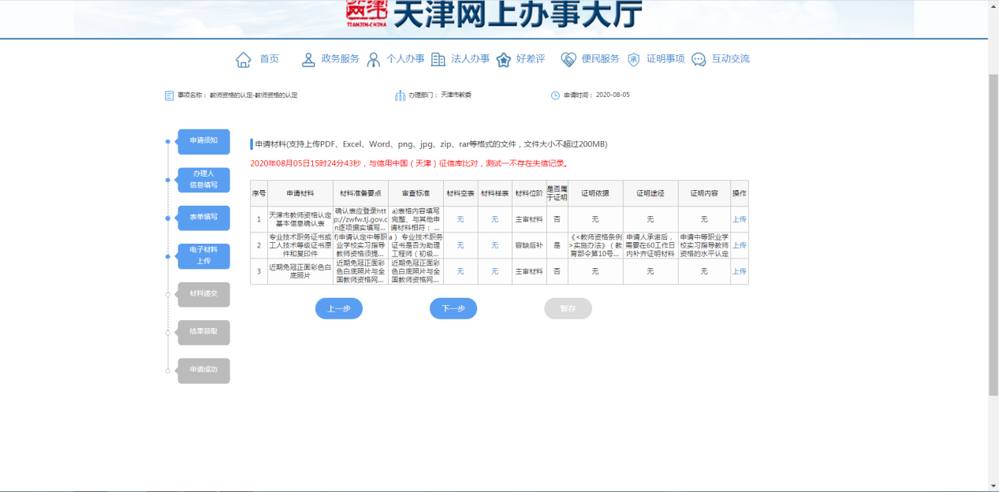 天津网上办事大厅
TIANJIN·CHINA
首页 政务服务 个人办事 法人办事 好差评 便民服务 证明事项 互动交流
事项名称： 教师资格的认定-教师资格的认定 办理部门： 天津市教委 申请时间： 2020-08-05
申请须知
办理人
信息填写
表单填写
电子材料
上传
材料递交
结果领取
申请成功
申请材料(支持上传PDF、Excel、Word、png、jpg、zip、rar等格式的文件，文件大小不超过200MB)
2020年08月05日15时24分43秒，与信用中国（天津）征信库比对，测试一不存在失信记录。
序号 申请材料 材料准备要点 审查标准 材料空表 材料样表 材料位阶 是否属于证明 证明依据 证明途径 证明内容 操作
1 天津市教师资格认定基本信息确认表 确认表应登录http://zwfw.tj.gov.cn逐项据实填写... a)表格内容填写完整、与其他申请材料相符； ... 无 无 主审材料 否 无 无 无 上传
2 专业技术职务证书或工人技术等级证书原件和复印件 f)申请认定中等职业学校实习指导教师资格须提... a） 专业技术职务证书是否为助理工程师（初级... 无 无 容缺后补 是 《<教师资格条例>实施办法》（教育部令第10号... 申请人承诺后，需要在60工作日内补齐证明材料 申请中等职业学校实习指导教师资格的水平认定 上传
3 近期免冠正面彩色白底照片 近期免冠正面彩色白底照片与全国教师资格网... 近期免冠正面彩色白底照片与全国教师资格网... 无 无 主审材料 否 无 无 无 上传
上一步 下一步 暂存